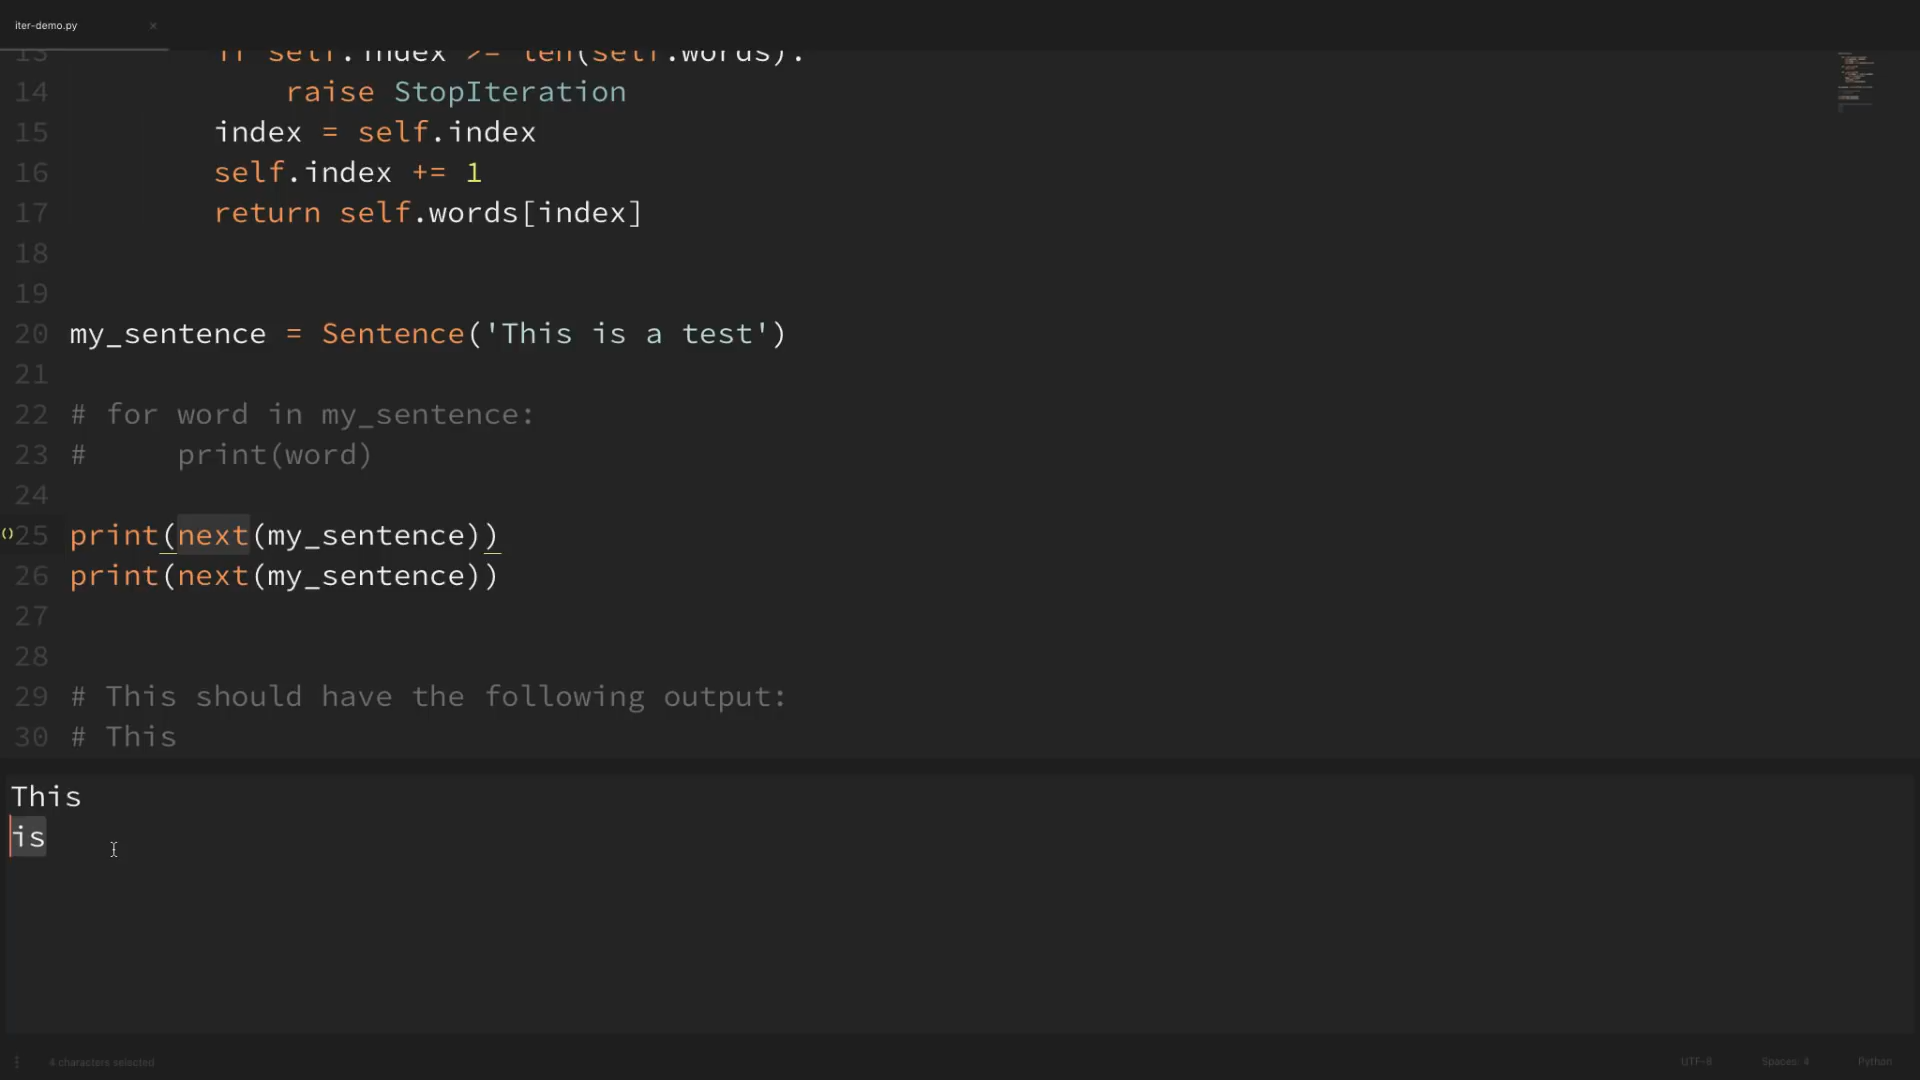 iter-demo.py ×
13 if self.index >= len(self.words):
14 raise StopIteration
15 index = self.index
16 self.index += 1
17 return self.words[index]
18
19
20 my_sentence = Sentence('This is a test')
21
22 # for word in my_sentence:
23 #     print(word)
24
25 print(next(my_sentence))
26 print(next(my_sentence))
27
28
29 # This should have the following output:
30 # This
This
is
4 characters selected UTF-8 Spaces: 4 Python